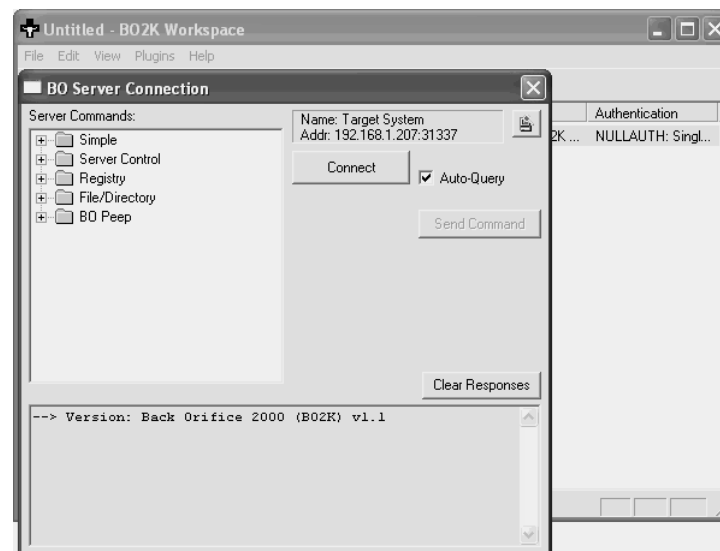 Untitled - BO2K Workspace
File Edit View Plugins Help
BO Server Connection
Server Commands:
Simple
Server Control
Registry
File/Directory
BO Peep
Name: Target System
Addr: 192.168.1.207:31337
Connect
Auto-Query
Send Command
Clear Responses
--> Version: Back Orifice 2000 (BO2K) v1.1
Authentication
2K ... NULLAUTH: Singl...